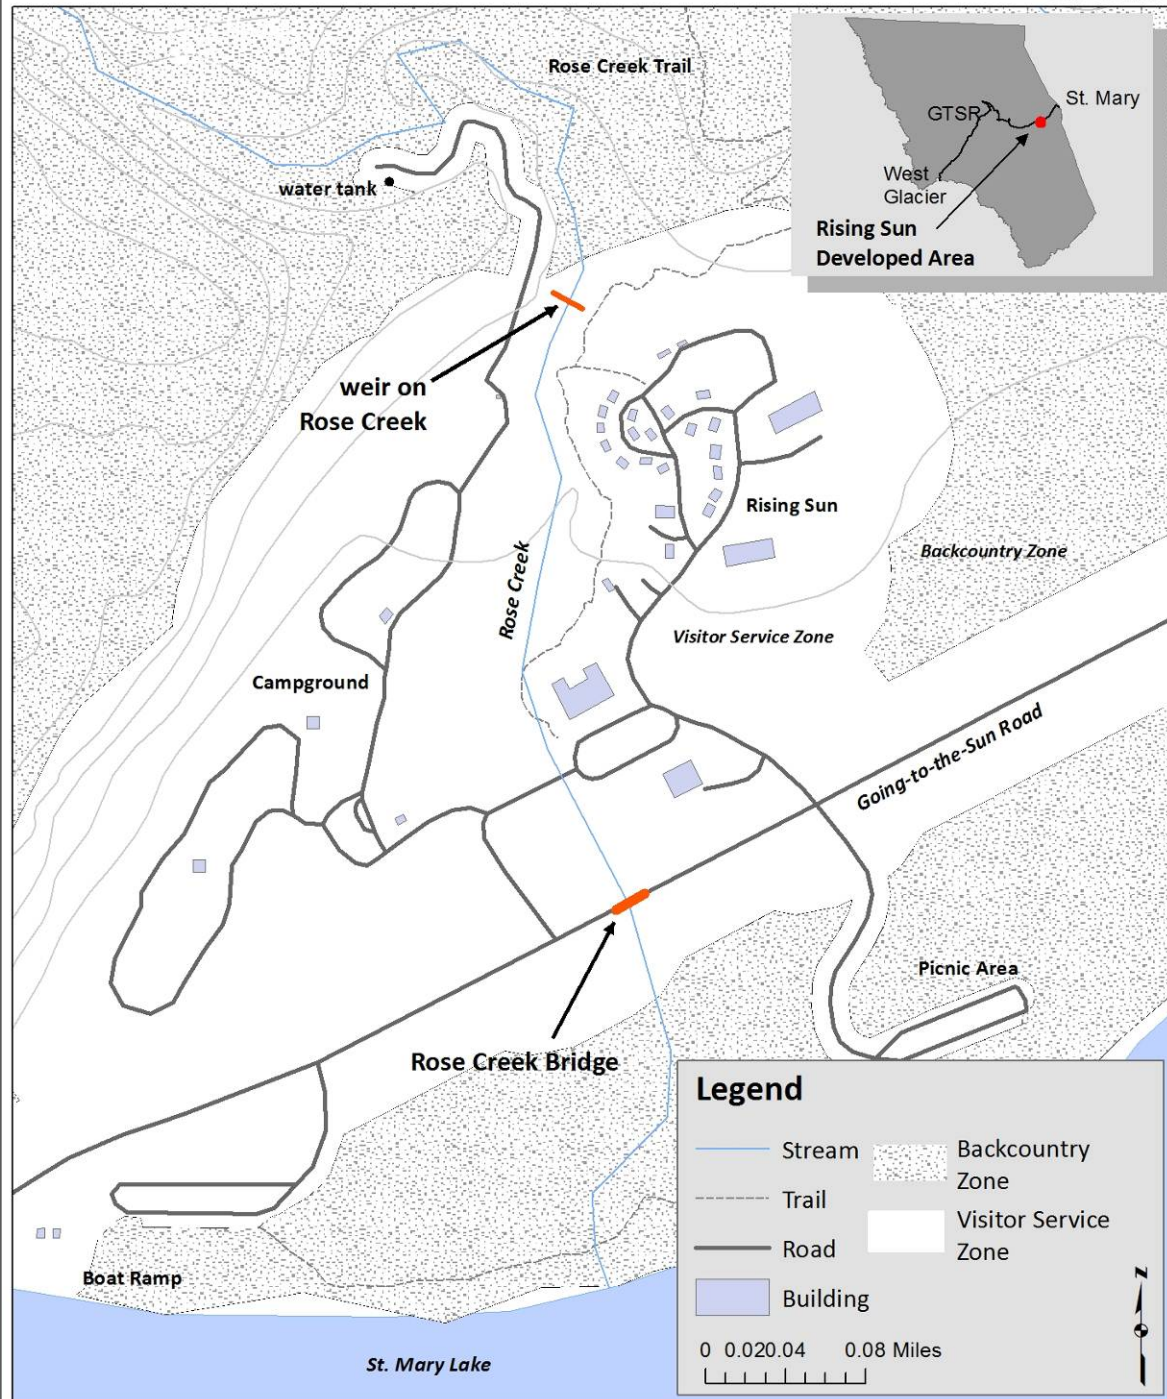 Rose Creek Trail
GTSR
St. Mary
West
Glacier
Rising Sun
Developed Area
water tank
weir on
Rose Creek
Rising Sun
Backcountry Zone
Rose Creek
Visitor Service Zone
Campground
Going-to-the-Sun Road
Picnic Area
Rose Creek Bridge
Boat Ramp
St. Mary Lake
Legend
Stream
Trail
Road
Building
Backcountry
Zone
Visitor Service
Zone
0 0.020.04 0.08 Miles
N